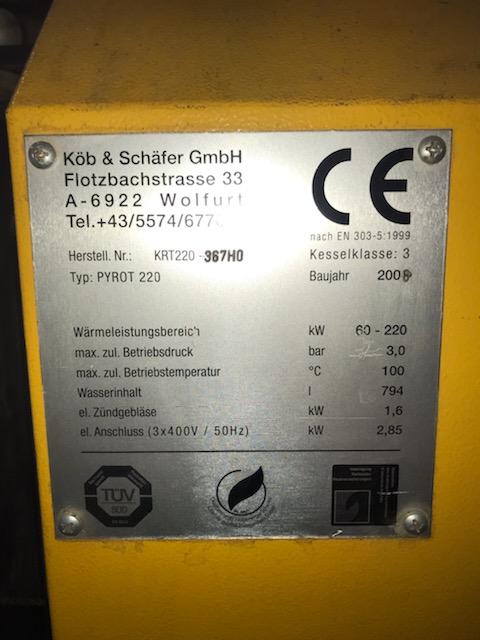 Köb & Schäfer GmbH
Flotzbachstrasse 33
A-6922 Wolfurt
CE
nach EN 303-5:1999
Herstell. Nr.: KRT220-367H0 Kesselklasse: 3
Typ: PYROT 220 Baujahr
Wärmeleistungsbereich kW 60 - 220
max. zul. Betriebsdruck bar 3,0
max. zul. Betriebstemperatur °C 100
Wasserinhalt l 794
el. Zündgebläse kW 1,6
el. Anschluss (3x400V / 50Hz) kW 2,85
TÜV